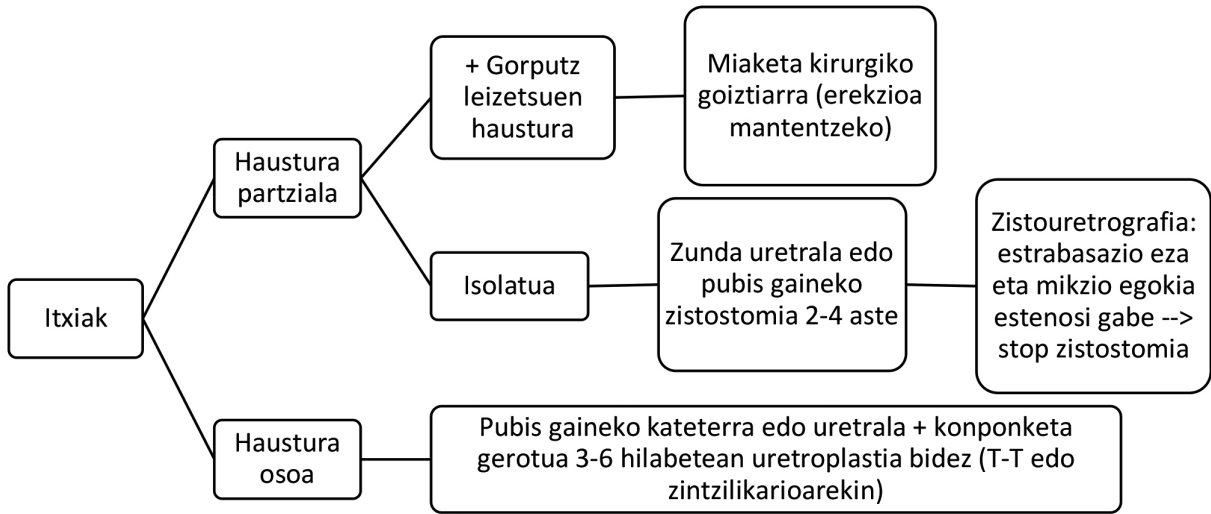 Itxiak
Haustura
partziala
+ Gorputz
leizetsuen
haustura
Miaketa kirurgiko
goiztiarra (erekzioa
mantentzeko)
Isolatua
Zunda uretrala edo
pubis gaineko
zistostomia 2-4 aste
Zistouretrografia:
estrabasazio eza
eta mikzio egokia
estenosi gabe -->
stop zistostomia
Haustura
osoa
Pubis gaineko kateterra edo uretrala + konponketa
gerotua 3-6 hilabetean uretroplastia bidez (T-T edo
zintzilikarioarekin)